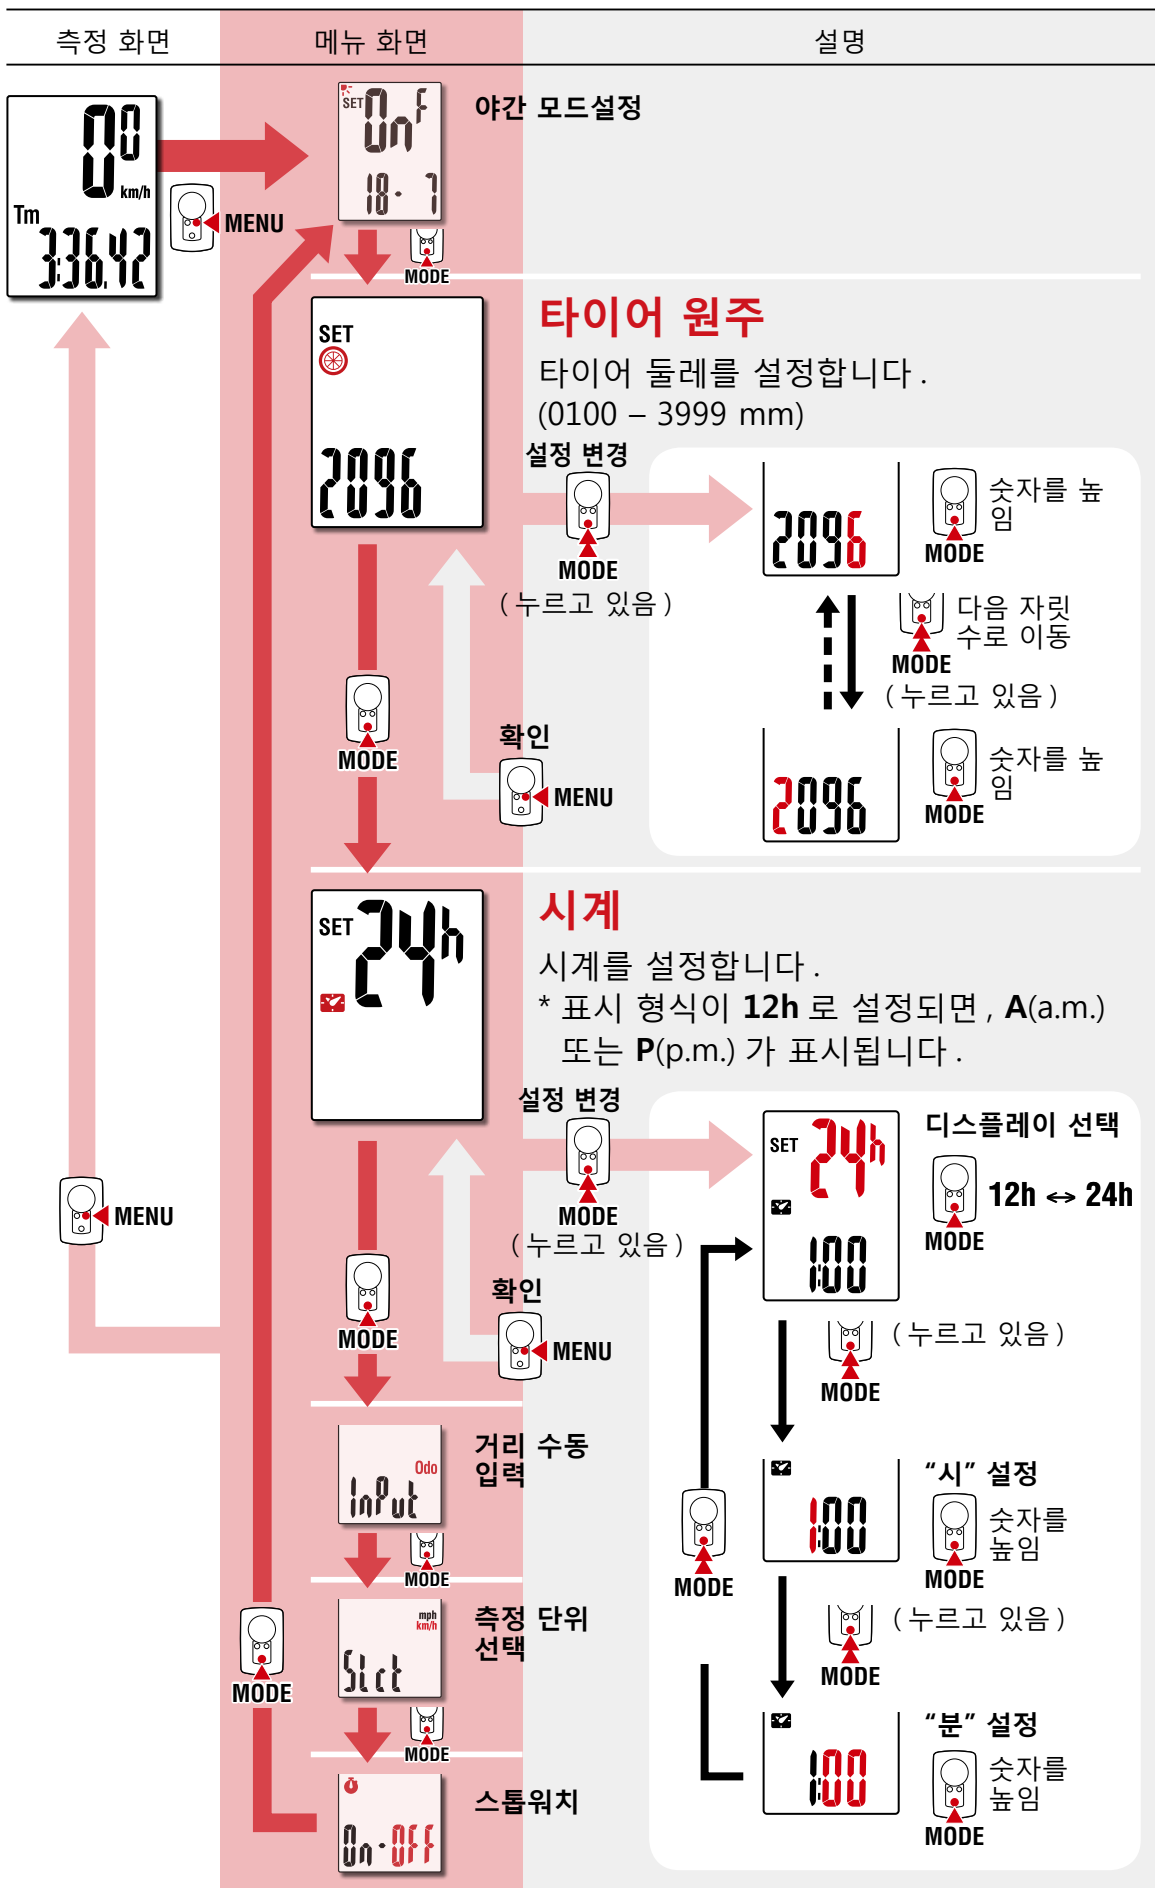 측정 화면
메뉴 화면
설명
00
km/h
Tm
3:36.42
MENU
SET
OnF
18- 7
야간 모드설정
MODE
SET
2096
타이어 원주
타이어 둘레를 설정합니다 .
(0100 – 3999 mm)
설정 변경
MODE
( 누르고 있음 )
2096
숫자를 높
임
MODE
다음 자릿
수로 이동
MODE
( 누르고 있음 )
2096
숫자를 높
임
MODE
MODE
확인
MENU
SET
24h
시계
시계를 설정합니다 .
* 표시 형식이 12h 로 설정되면 , A(a.m.)
또는 P(p.m.) 가 표시됩니다 .
설정 변경
MODE
( 누르고 있음 )
SET
24h
1:00
디스플레이 선택
12h ↔ 24h
MODE
( 누르고 있음 )
MODE
1:00
“시” 설정
숫자를
높임
MODE
( 누르고 있음 )
MODE
1:00
“분” 설정
숫자를
높임
MODE
MODE
MENU
MODE
확인
MENU
Odo
InPut
거리 수동
입력
MODE
mph
km/h
Slct
측정 단위
선택
MODE
MODE
On-OFF
스톱워치